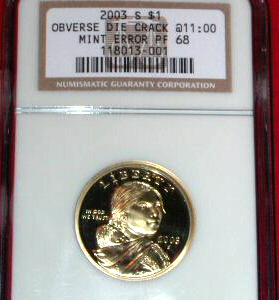 2003 S $1
OBVERSE DIE CRACK @11:00
MINT ERROR PF 68
118013-001
NUMISMATIC GUARANTY CORPORATION
LIBERTY
IN GOD
WE TRUST
2003
S